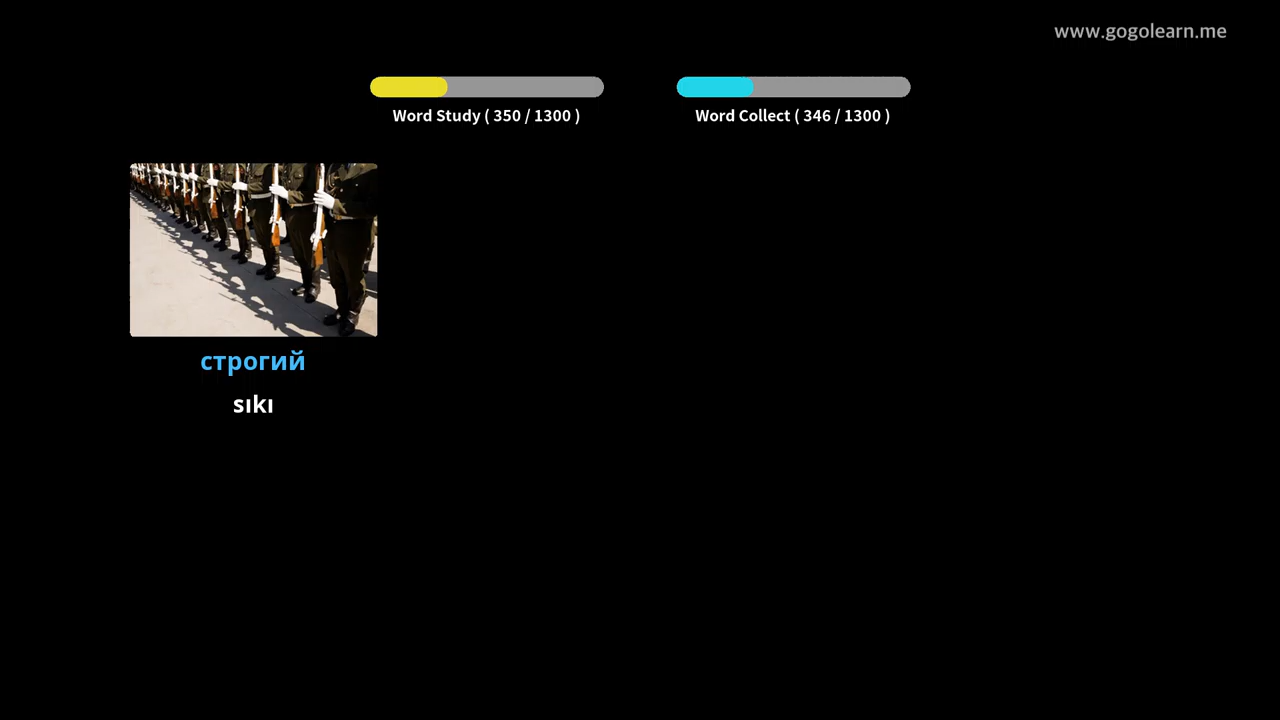 www.gogolearn.me
Word Study ( 350 / 1300 )
Word Collect ( 346 / 1300 )
строгий
sıkı